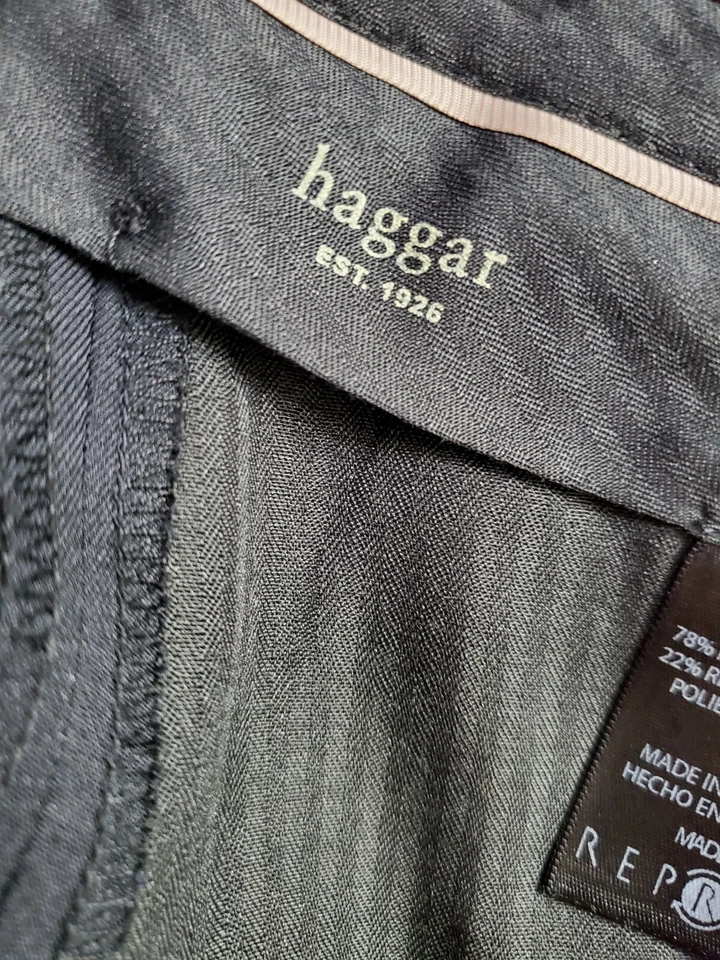 haggar
EST. 1926
78%
22%
MADE IN
HECHO EN
REP